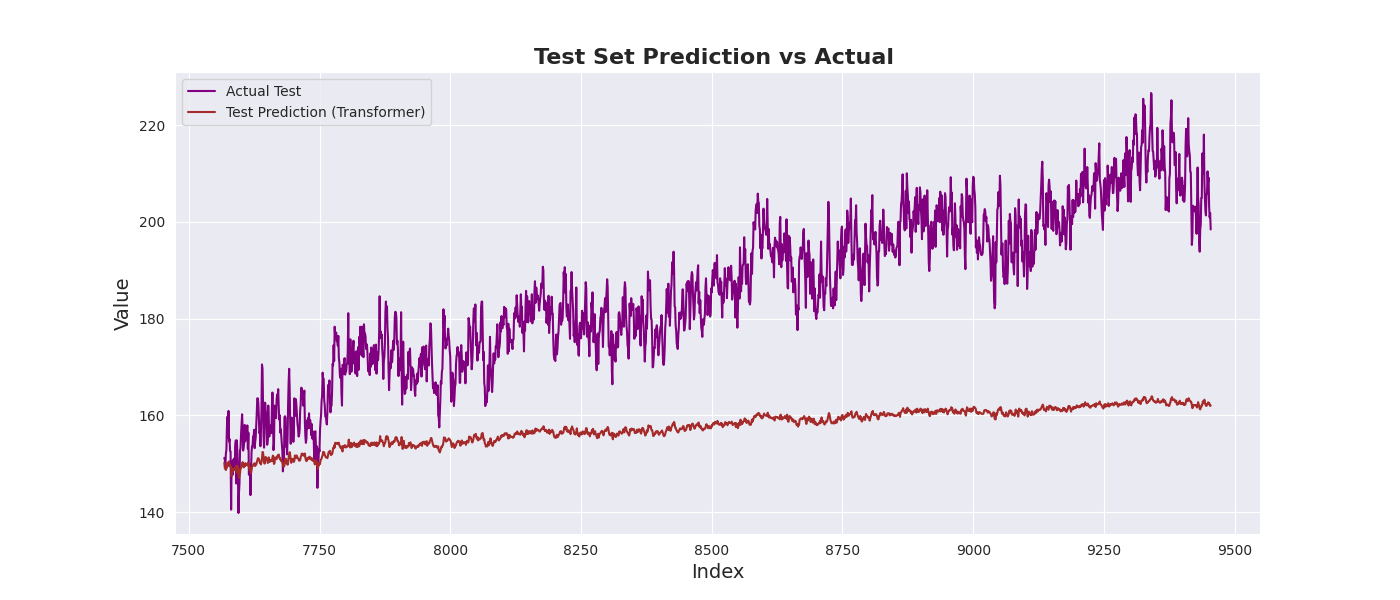 Test Set Prediction vs Actual
Actual Test
Test Prediction (Transformer)
Value
220
200
180
160
140
7500 7750 8000 8250 8500 8750 9000 9250 9500
Index